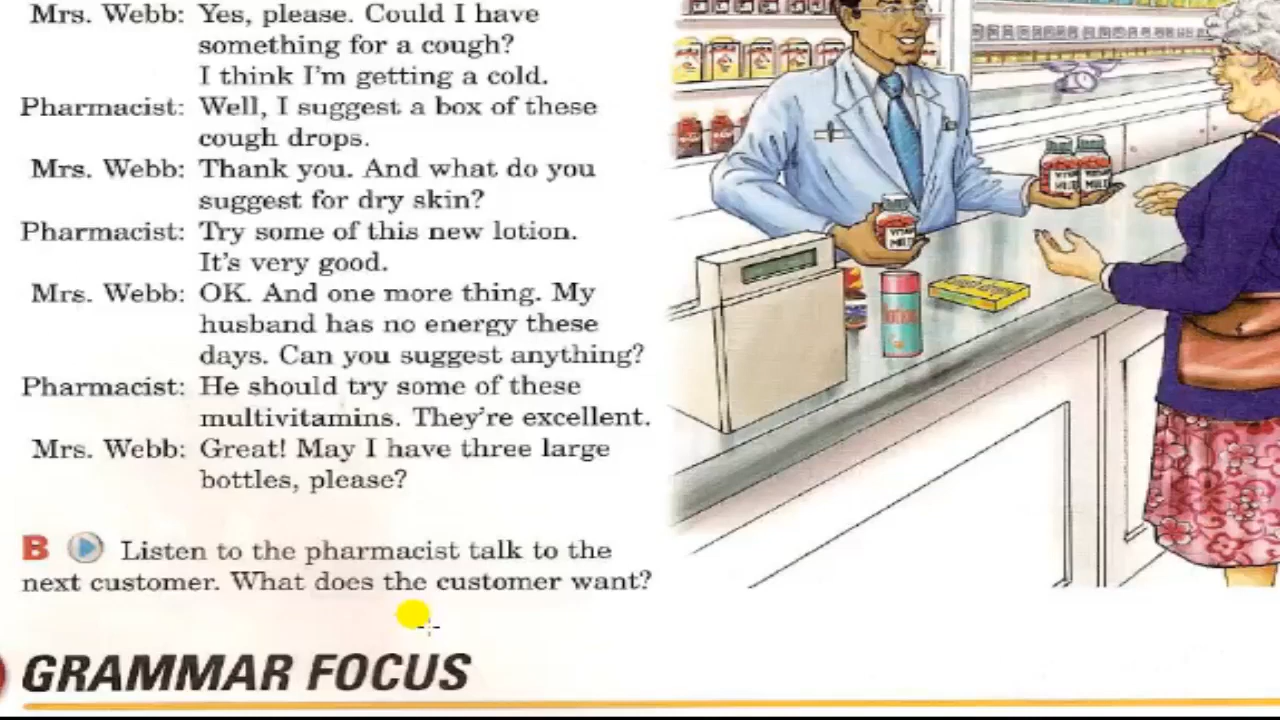 Mrs. Webb: Yes, please. Could I have
something for a cough?
I think I'm getting a cold.
Pharmacist: Well, I suggest a box of these
cough drops.
Mrs. Webb: Thank you. And what do you
suggest for dry skin?
Pharmacist: Try some of this new lotion.
It's very good.
Mrs. Webb: OK. And one more thing. My
husband has no energy these
days. Can you suggest anything?
Pharmacist: He should try some of these
multivitamins. They're excellent.
Mrs. Webb: Great! May I have three large
bottles, please?
B Listen to the pharmacist talk to the
next customer. What does the customer want?
GRAMMAR FOCUS